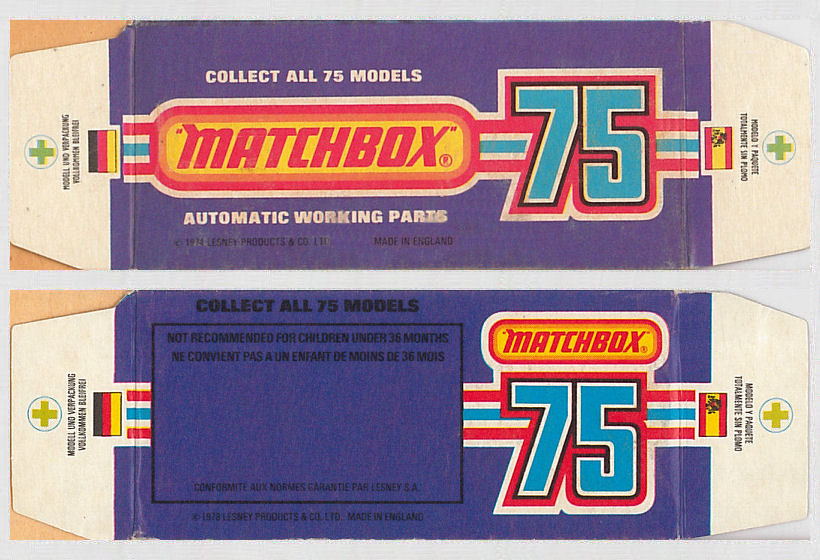 COLLECT ALL 75 MODELS
"MATCHBOX"®
75
AUTOMATIC WORKING PARTS
© 1974 LESNEY PRODUCTS & CO. LTD.
MADE IN ENGLAND
MODELL UND VERPACKUNG
VOLLKOMMEN BLEIFREI
MODELO Y PAQUETE
TOTALMENTE SIN PLOMO
COLLECT ALL 75 MODELS
NOT RECOMMENDED FOR CHILDREN UNDER 36 MONTHS
NE CONVIENT PAS A UN ENFANT DE MOINS DE 36 MOIS
CONFORMITE AUX NORMES GARANTIE PAR LESNEY S.A.
© 1978 LESNEY PRODUCTS & CO. LTD. MADE IN ENGLAND
"MATCHBOX"®
75
MODELL UND VERPACKUNG
VOLLKOMMEN BLEIFREI
MODELO Y PAQUETE
TOTALMENTE SIN PLOMO